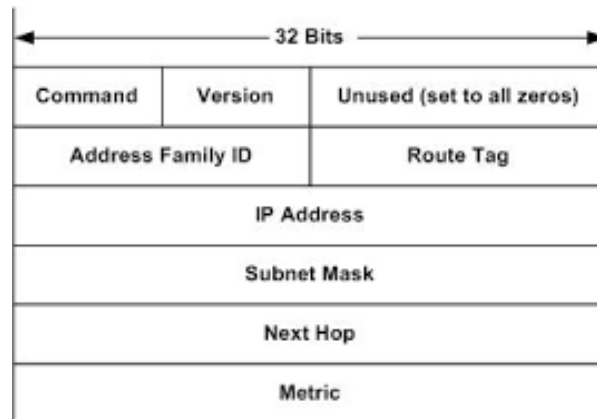 32 Bits
Command Version Unused (set to all zeros)
Address Family ID Route Tag
IP Address
Subnet Mask
Next Hop
Metric